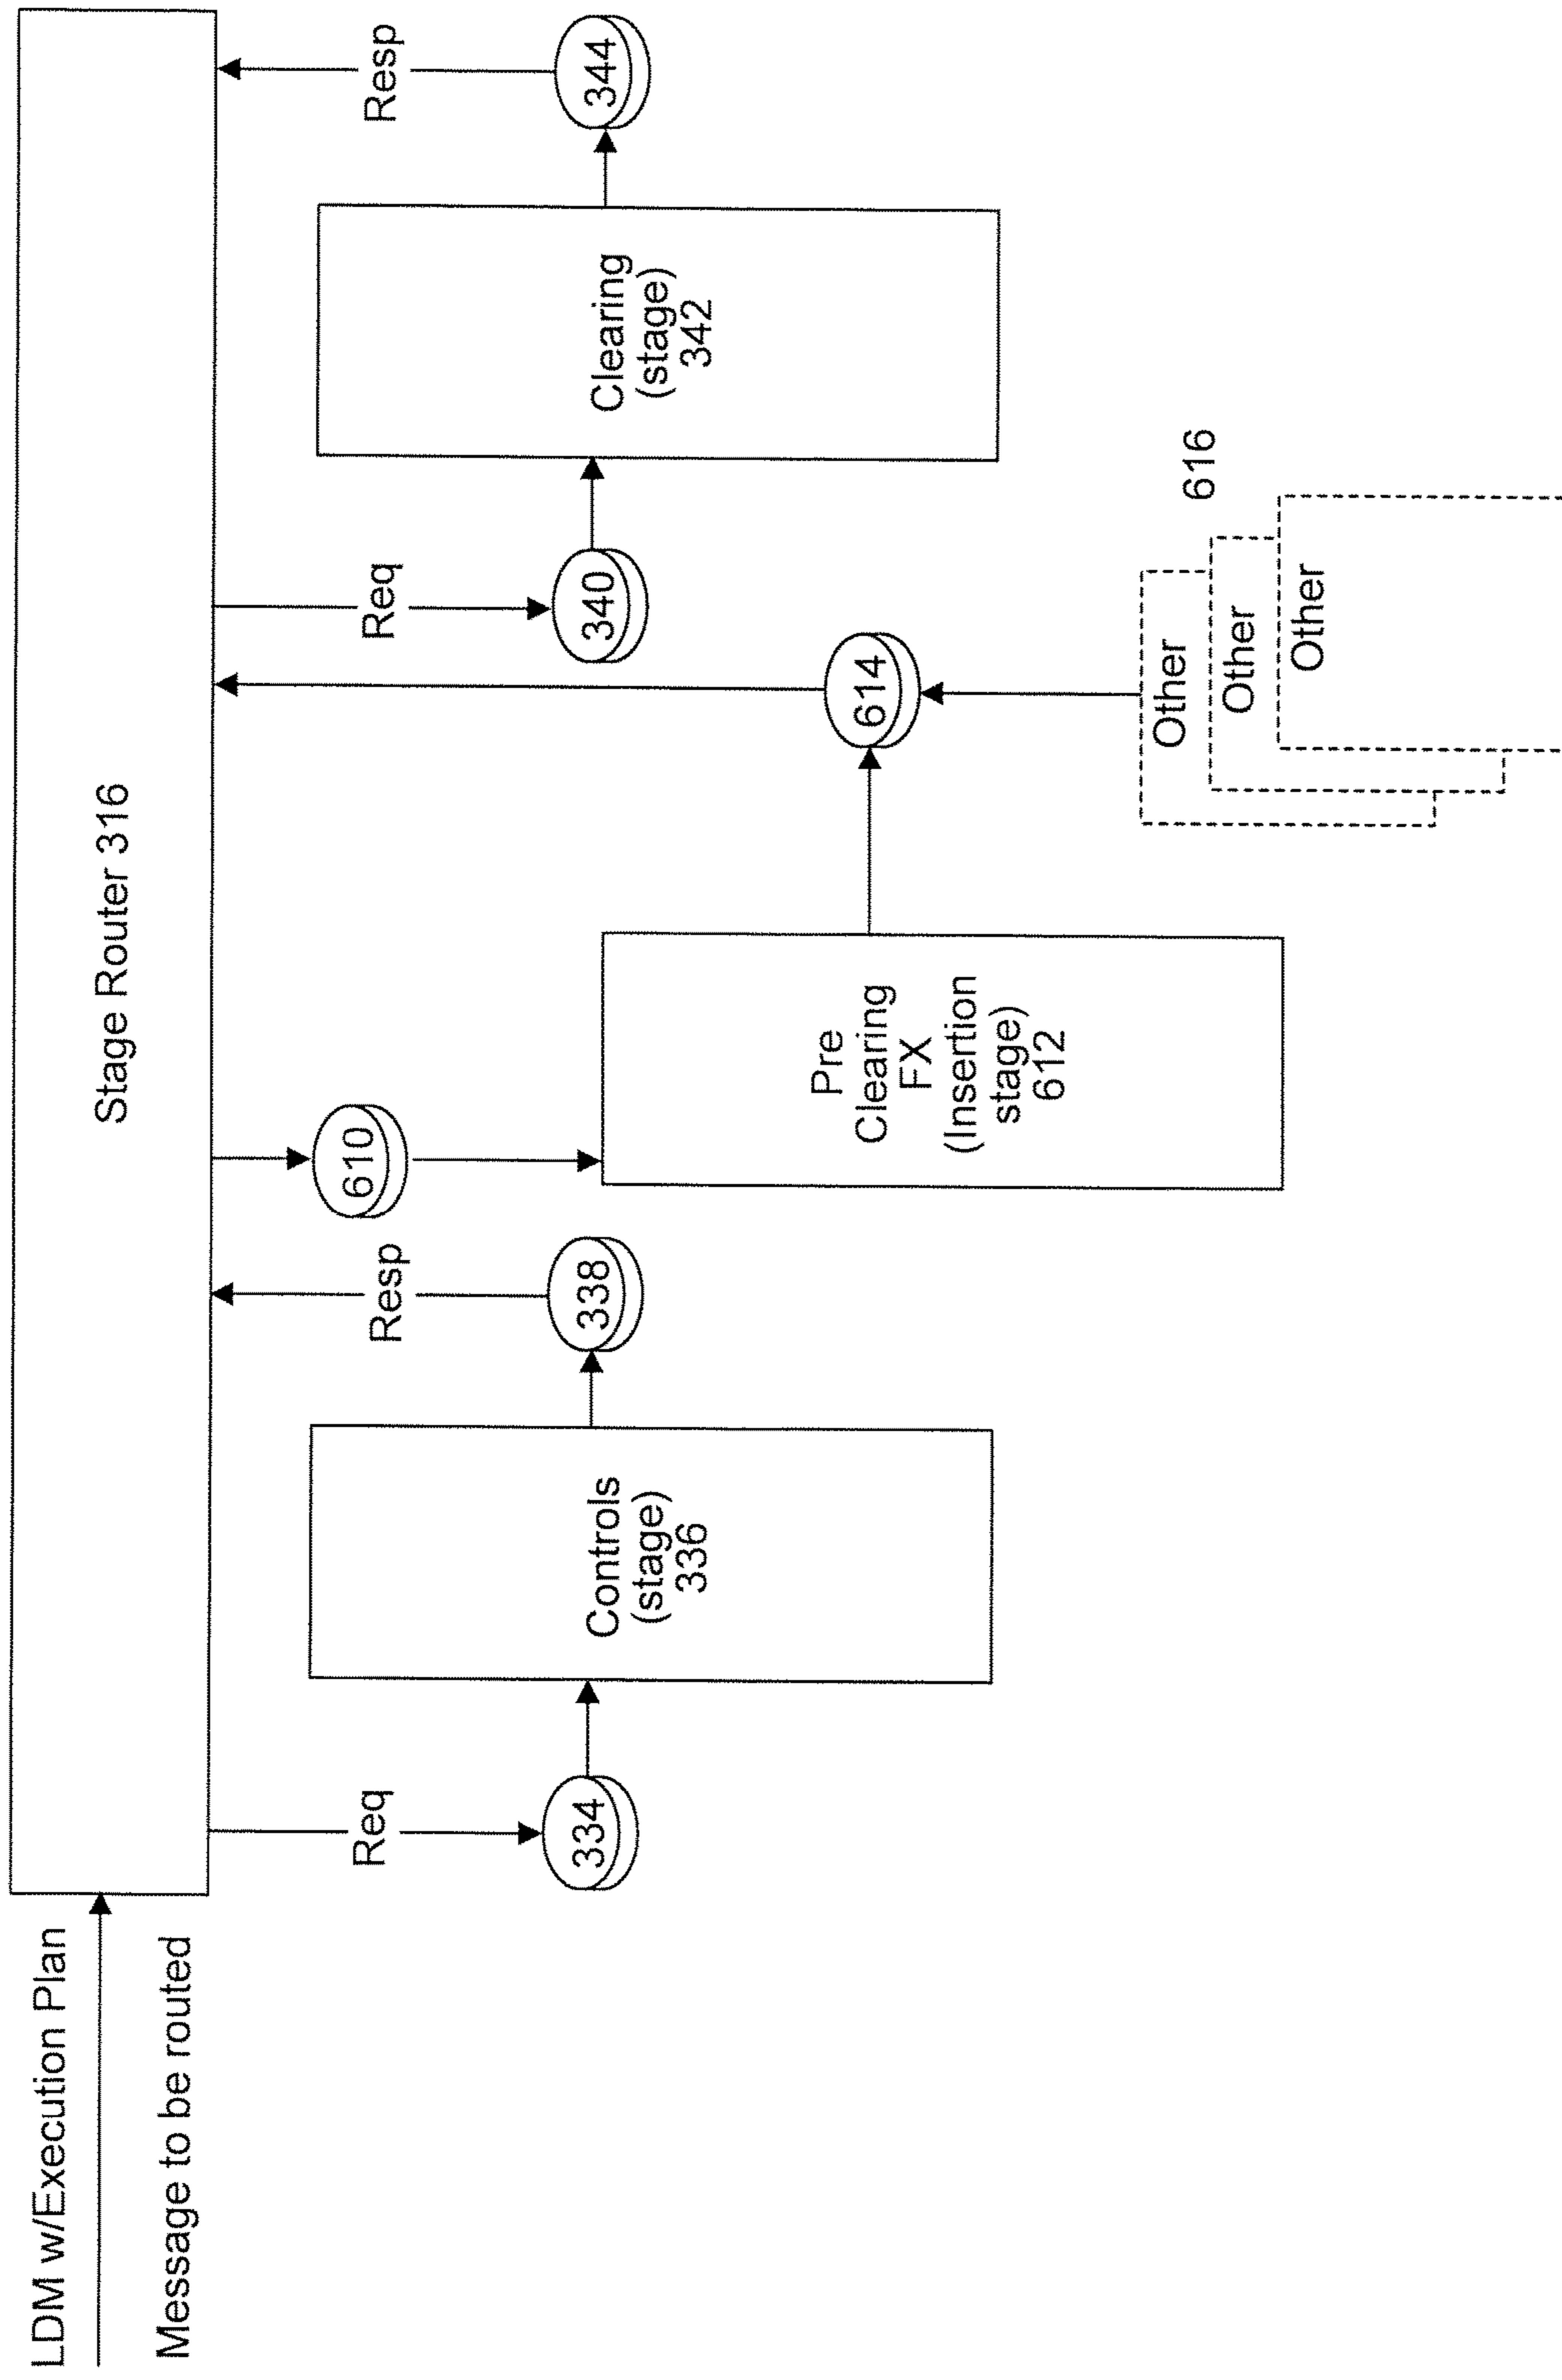 LDM w/Execution Plan
Message to be routed
Stage Router 316
Req
334
Controls
(stage)
336
338
Resp
610
Pre
Clearing
FX
(Insertion
stage)
612
614
Other
Other
Other
616
Req
340
Clearing
(stage)
342
344
Resp